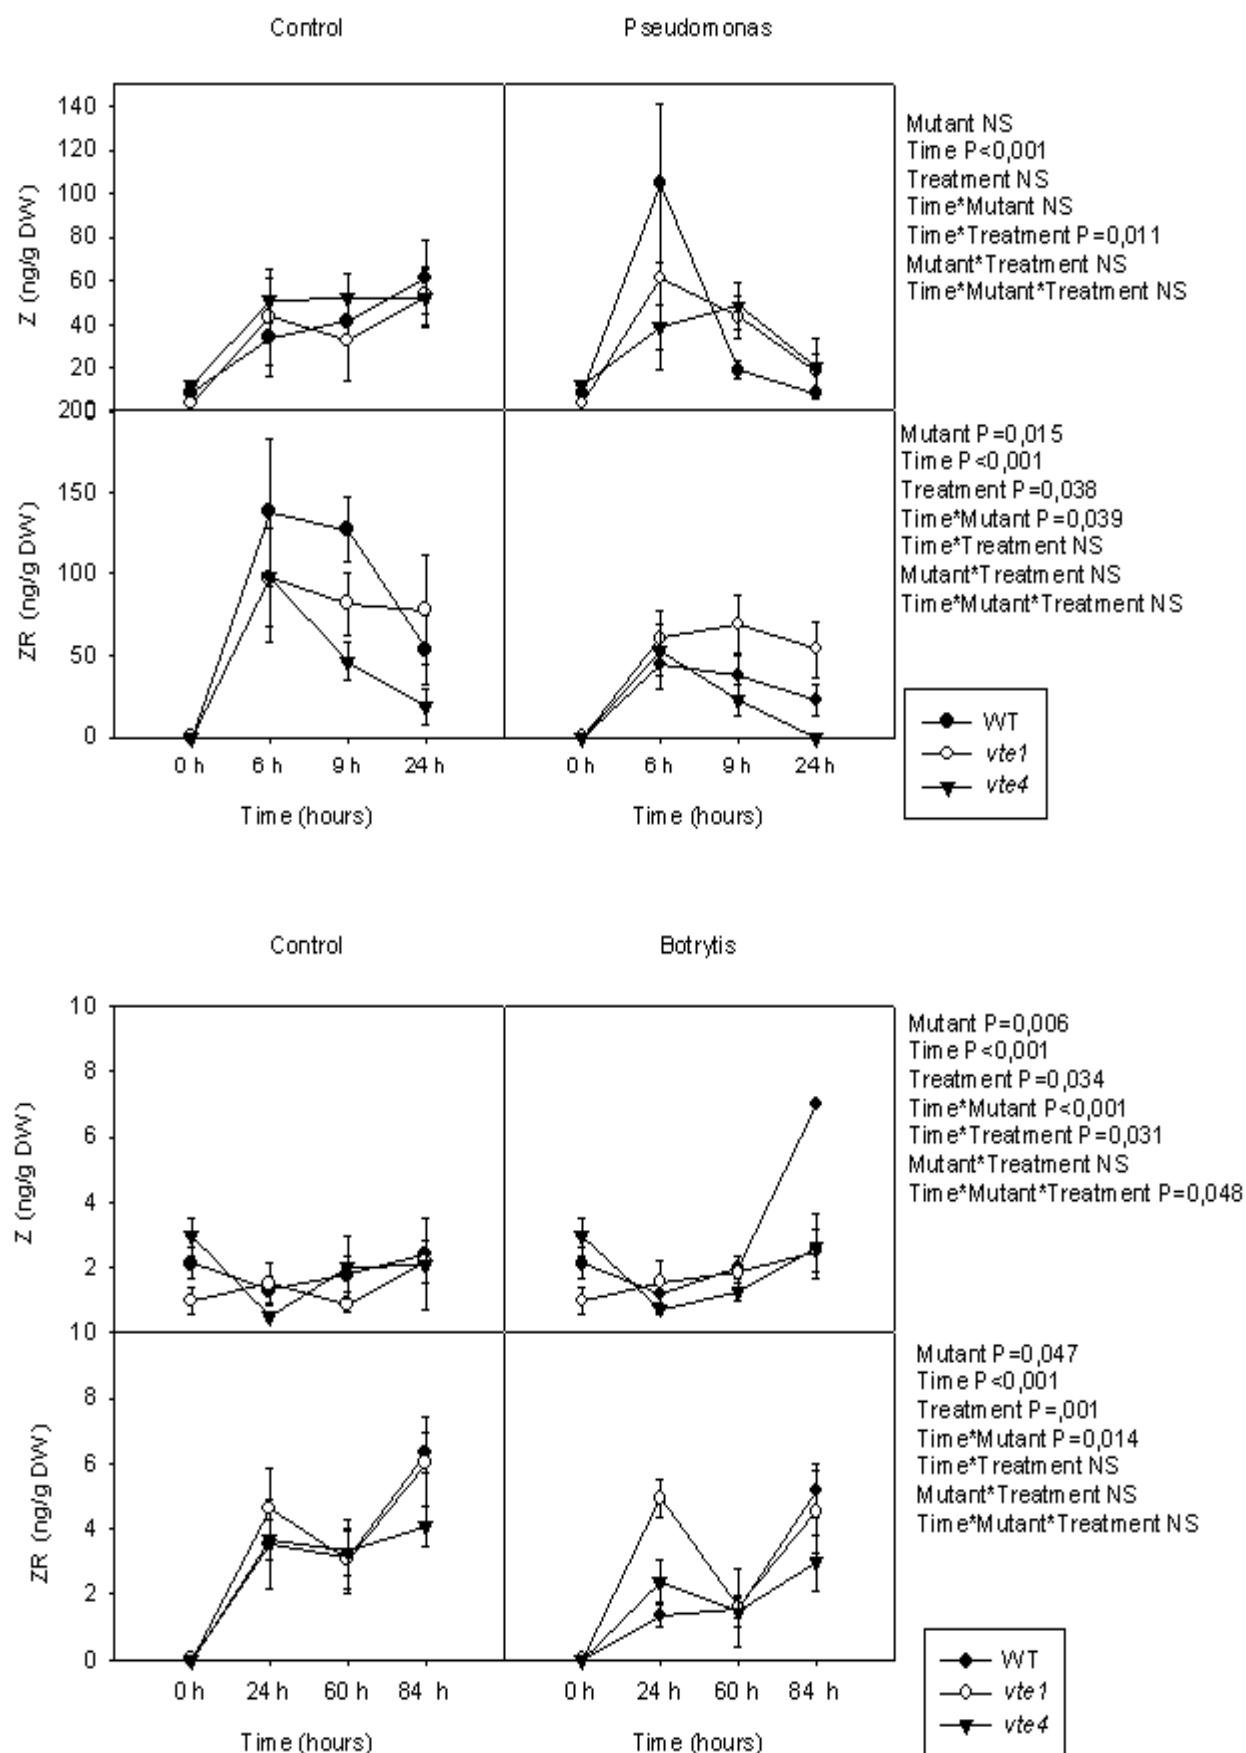 Control
Pseudomonas
Z (ng/g DW)
140
120
100
80
60
40
20
0
Mutant NS
Time P<0,001
Treatment NS
Time*Mutant NS
Time*Treatment P=0,011
Mutant*Treatment NS
Time*Mutant*Treatment NS
ZR (ng/g DW)
200
150
100
50
0
Mutant P=0,015
Time P<0,001
Treatment P=0,038
Time*Mutant P=0,039
Time*Treatment NS
Mutant*Treatment NS
Time*Mutant*Treatment NS
0 h 6 h 9 h 24 h
0 h 6 h 9 h 24 h
Time (hours)
Time (hours)
WT
vte1
vte4
Control
Botrytis
Z (ng/g DW)
10
8
6
4
2
Mutant P=0,006
Time P<0,001
Treatment P=0,034
Time*Mutant P<0,001
Time*Treatment P=0,031
Mutant*Treatment NS
Time*Mutant*Treatment P=0,048
ZR (ng/g DW)
10
8
6
4
2
0
Mutant P=0,047
Time P<0,001
Treatment P=,001
Time*Mutant P=0,014
Time*Treatment NS
Mutant*Treatment NS
Time*Mutant*Treatment NS
0 h 24 h 60 h 84 h
0 h 24 h 60 h 84 h
Time (hours)
Time (hours)
WT
vte1
vte4